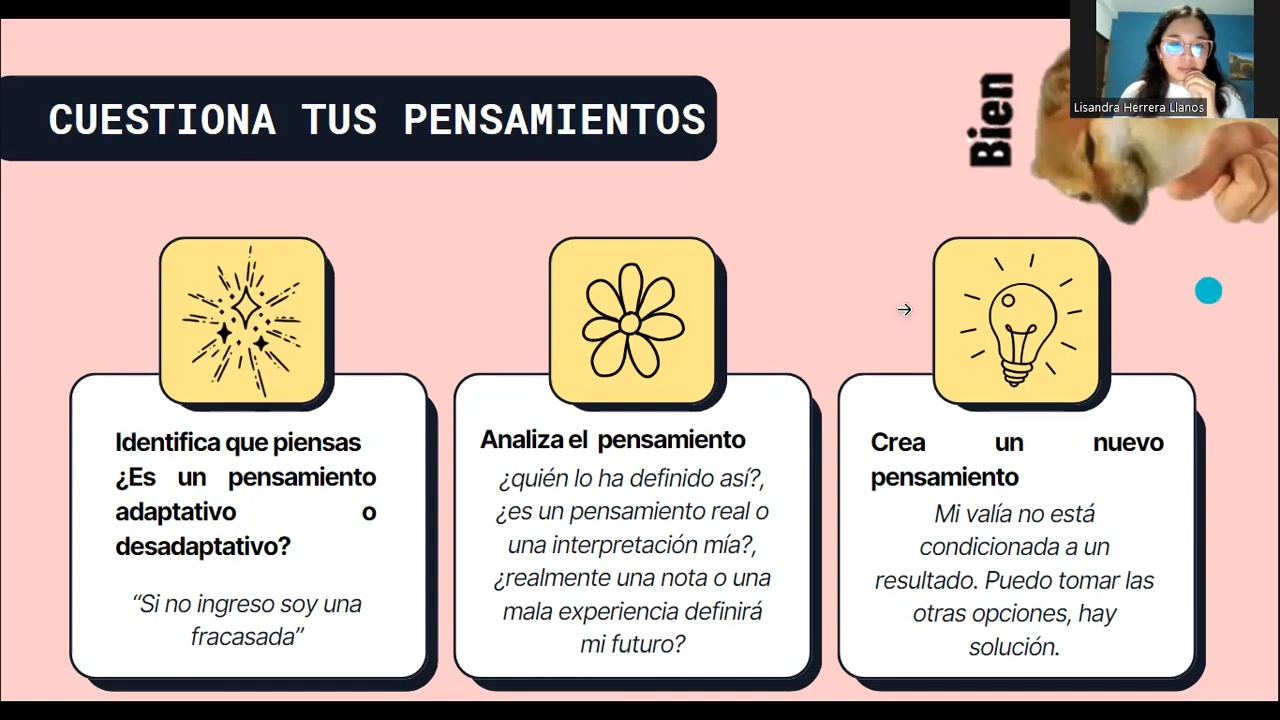 CUESTIONA TUS PENSAMIENTOS
Bien
Lisandra Herrera Llanos
Identifica que piensas
¿Es un pensamiento
adaptativo o
desadaptativo?
“Si no ingreso soy una
fracasada”
Analiza el pensamiento
¿quién lo ha definido así?,
¿es un pensamiento real o
una interpretación mía?,
¿realmente una nota o una
mala experiencia definirá
mi futuro?
Crea un nuevo
pensamiento
Mi valía no está
condicionada a un
resultado. Puedo tomar las
otras opciones, hay
solución.